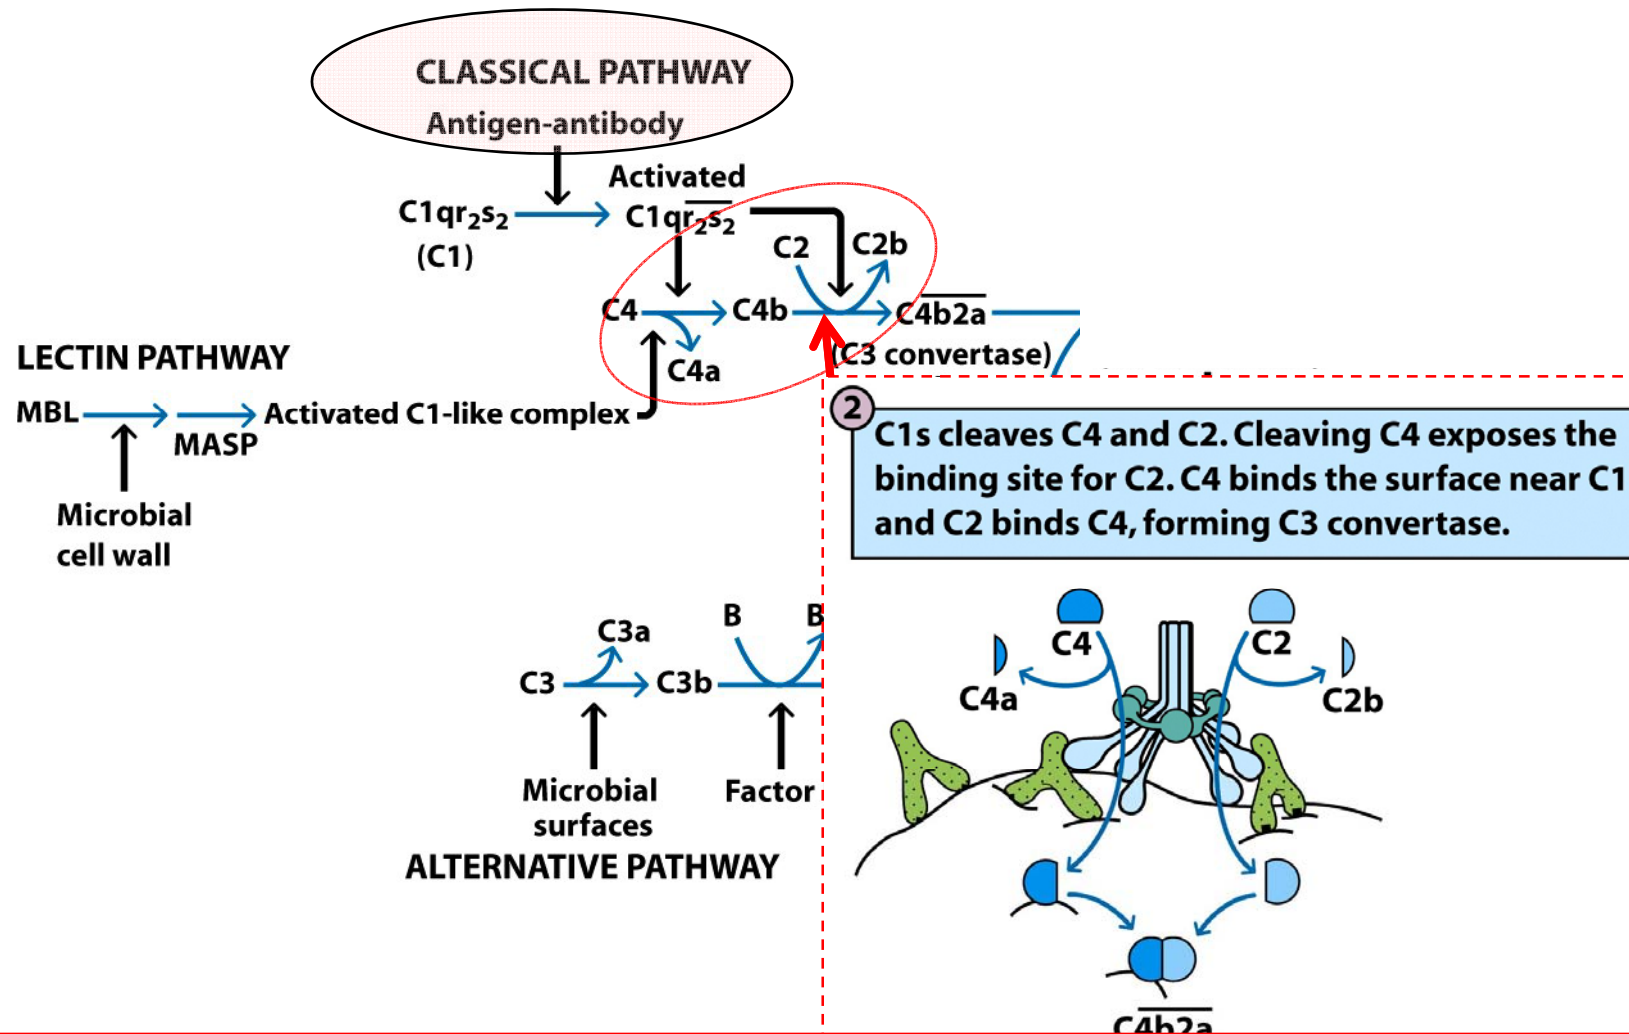 CLASSICAL PATHWAY
Antigen-antibody
Activated
C1qr₂s₂
C1qr₂s₂
(C1)
C2
C2b
C4
C4b
C4b2a
(C3 convertase)
C4a
LECTIN PATHWAY
MBL
MASP
Activated C1-like complex
Microbial
cell wall
2
C1s cleaves C4 and C2. Cleaving C4 exposes the
binding site for C2. C4 binds the surface near C1
and C2 binds C4, forming C3 convertase.
C3a
B
B
C3
C3b
Microbial
surfaces
Factor
ALTERNATIVE PATHWAY
C4
C2
C4a
C2b
C4b2a